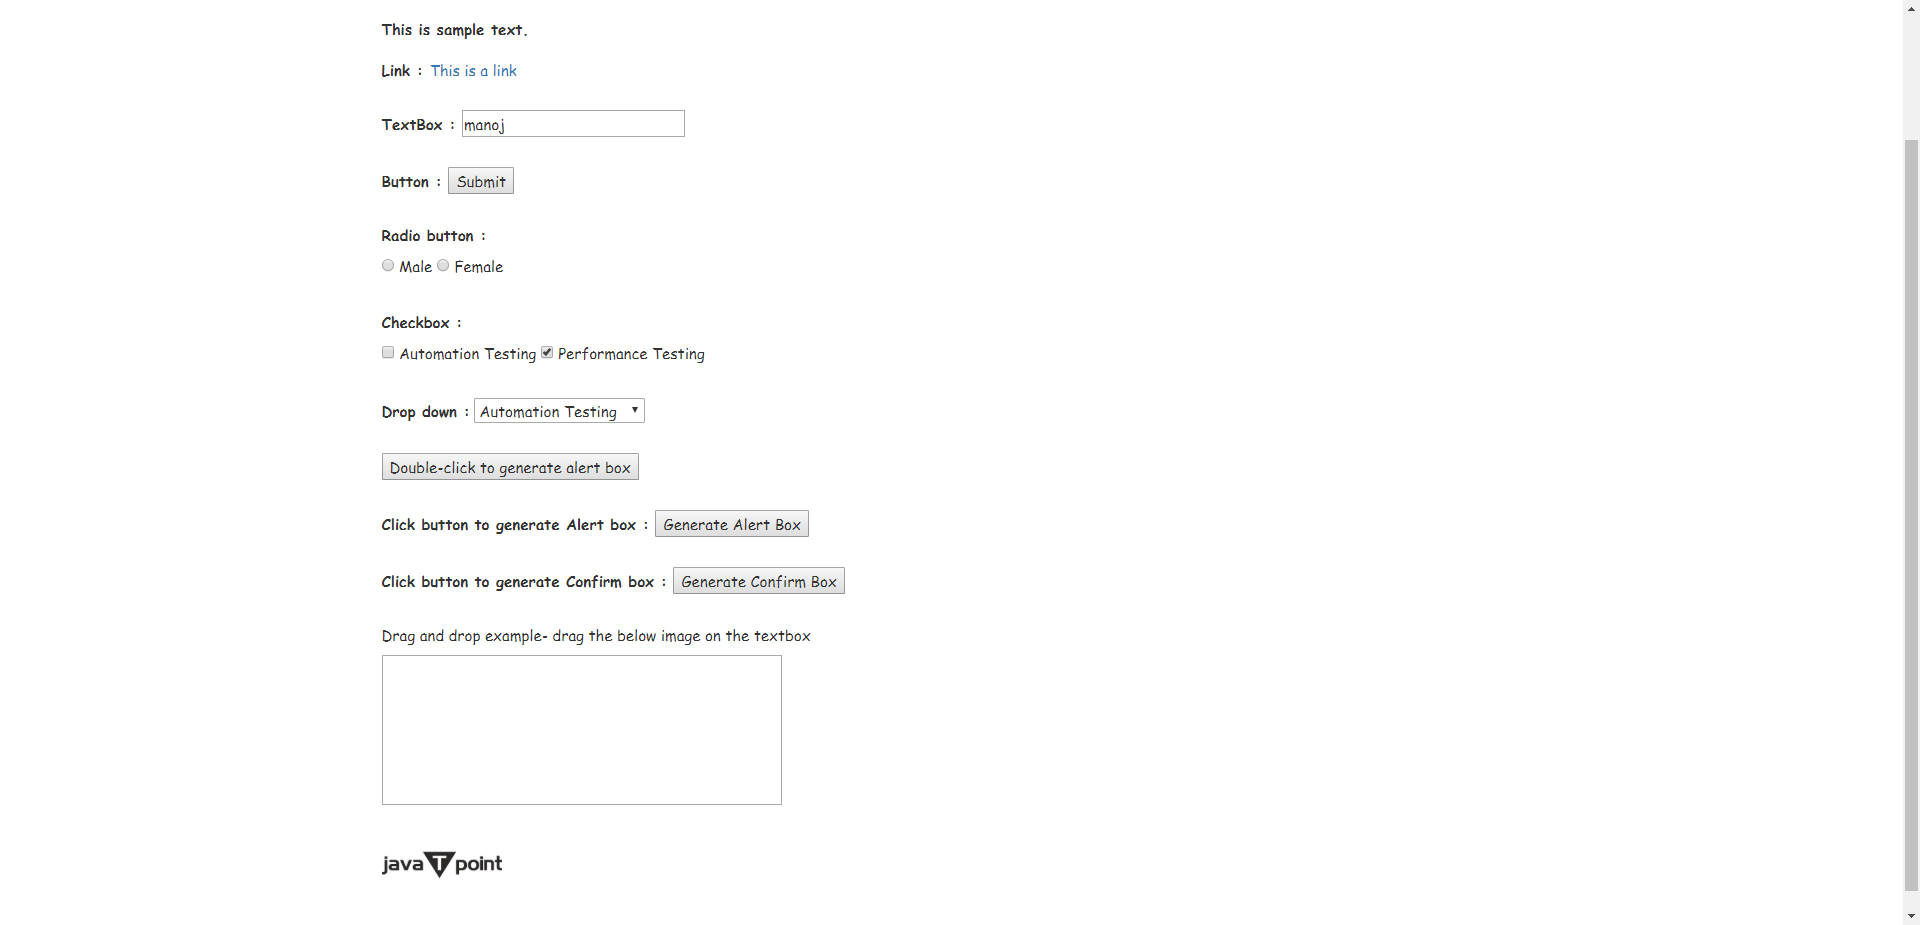 This is sample text.
Link : This is a link
TextBox : manoj
Button : Submit
Radio button :
Male Female
Checkbox :
Automation Testing Performance Testing
Drop down : Automation Testing
Double-click to generate alert box
Click button to generate Alert box : Generate Alert Box
Click button to generate Confirm box : Generate Confirm Box
Drag and drop example- drag the below image on the textbox
javaTpoint